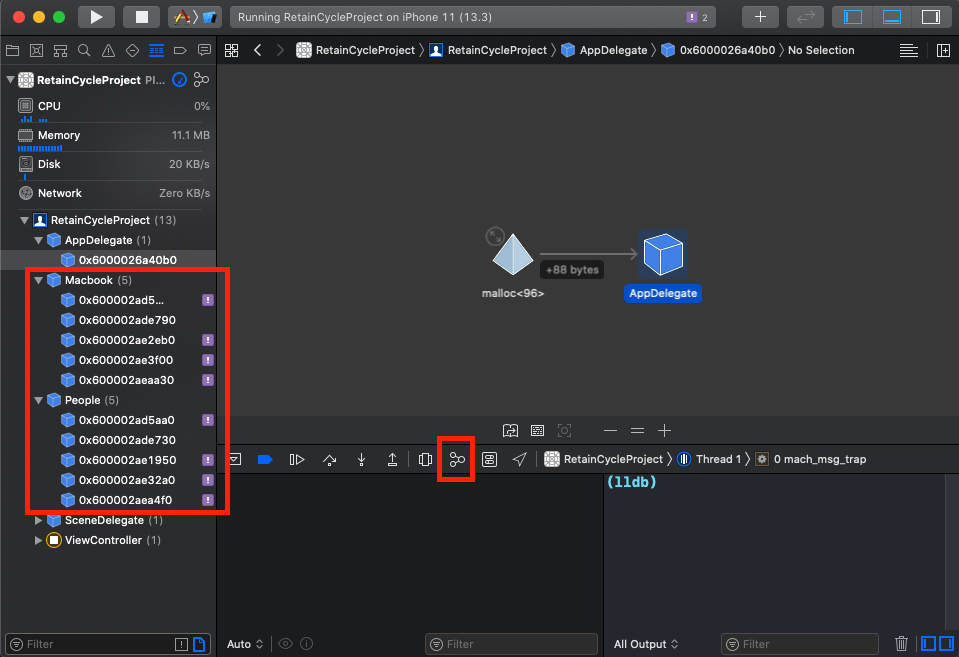 Running RetainCycleProject on iPhone 11 (13.3) 2
RetainCycleProject RetainCycleProject AppDelegate 0x6000026a40b0 No Selection
RetainCycleProject PI...
CPU 0%
Memory 11.1 MB
Disk 20 KB/s
Network Zero KB/s
RetainCycleProject (13)
AppDelegate (1)
0x6000026a40b0
Macbook (5)
0x600002ad5...
0x600002ade790
0x600002ae2eb0
0x600002ae3f00
0x600002aeaa30
People (5)
0x600002ad5aa0
0x600002ade730
0x600002ae1950
0x600002ae32a0
0x600002aea4f0
SceneDelegate (1)
ViewController (1)
Filter
+88 bytes
malloc<96>
AppDelegate
RetainCycleProject Thread 1 0 mach_msg_trap
(lldb)
Auto
Filter
All Output
Filter